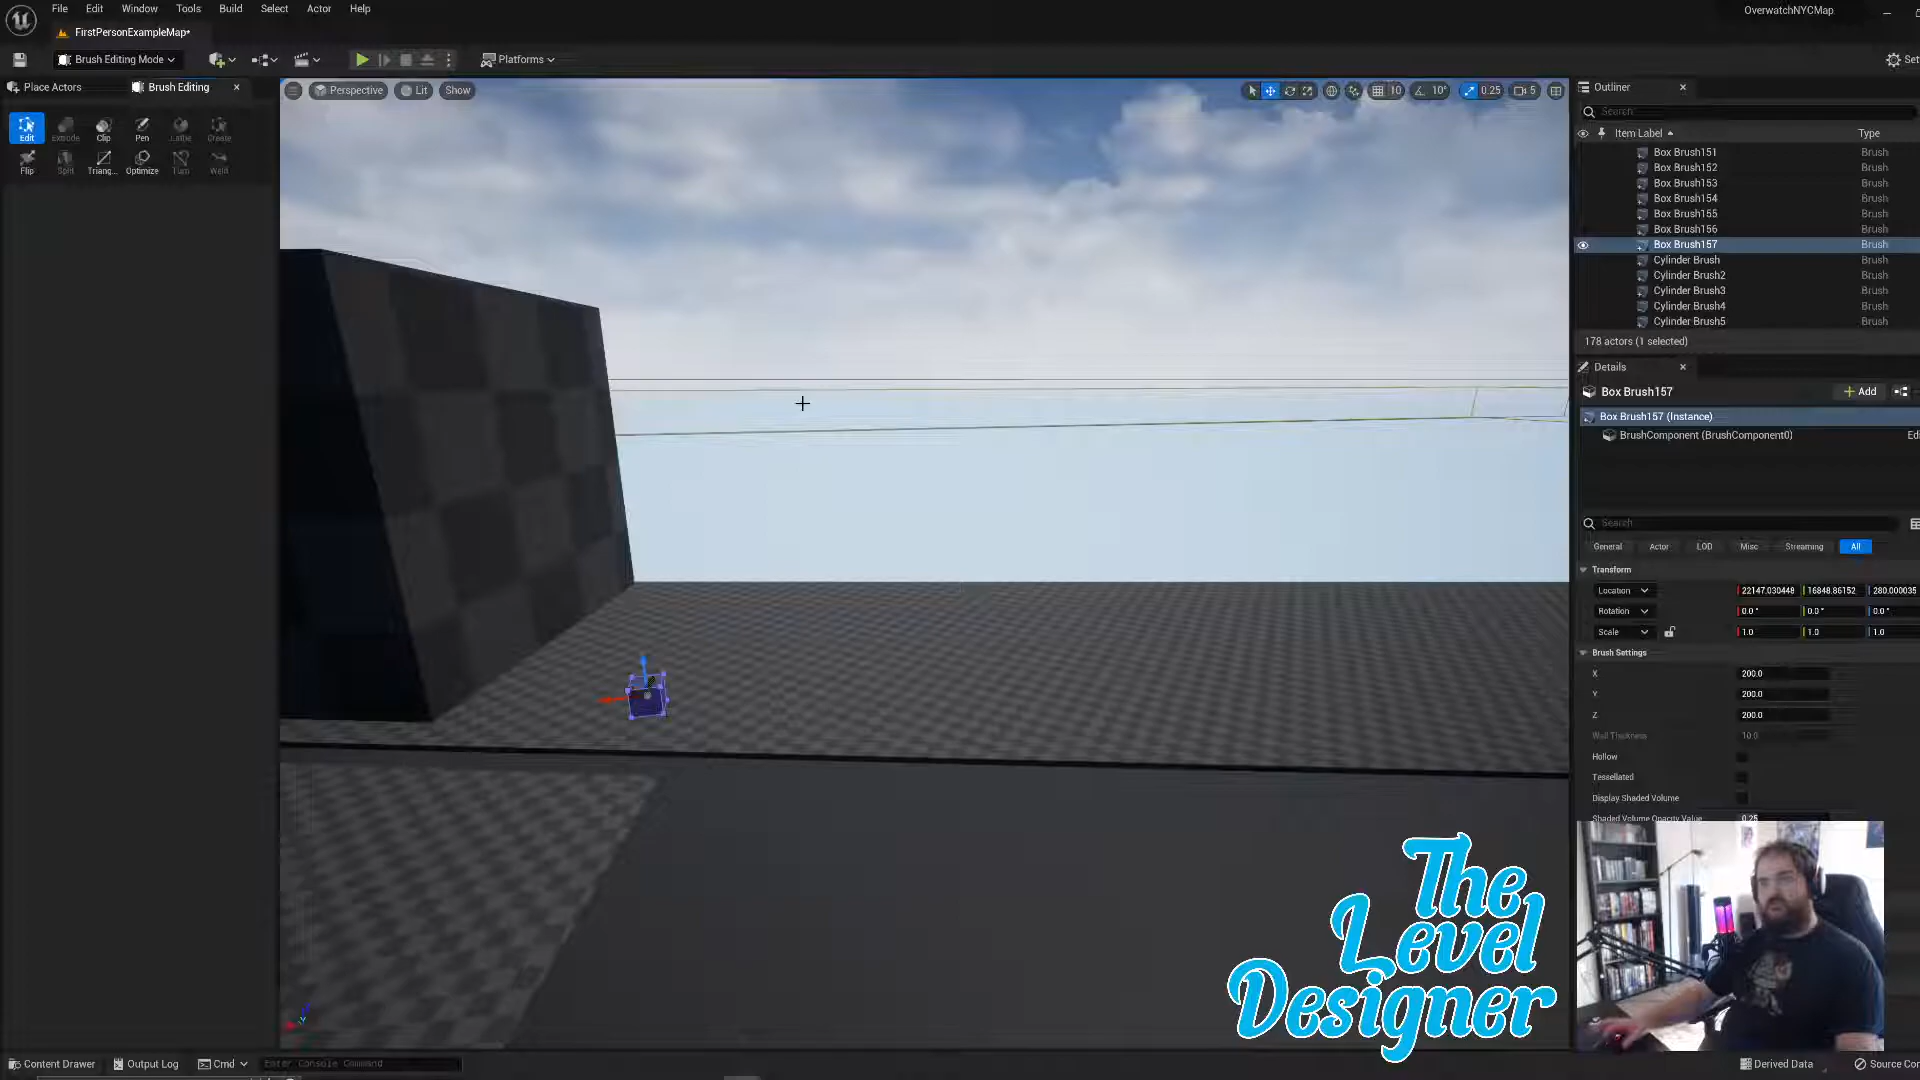 File Edit Window Tools Build Select Actor Help
OverwatchNYCMap
FirstPersonExampleMap*
Brush Editing Mode
Platforms
Place Actors
Brush Editing
Edit Extrude Clip Pen Lathe Create
Flip Split Triang... Optimize Turn Weld
Perspective Lit Show
10 10° 0.25 5
Outliner
Search
Item Label Type
Box Brush151 Brush
Box Brush152 Brush
Box Brush153 Brush
Box Brush154 Brush
Box Brush155 Brush
Box Brush156 Brush
Box Brush157 Brush
Cylinder Brush Brush
Cylinder Brush2 Brush
Cylinder Brush3 Brush
Cylinder Brush4 Brush
Cylinder Brush5 Brush
178 actors (1 selected)
Details
Box Brush157
Add
Box Brush157 (Instance)
BrushComponent (BrushComponent0)
Search
General Actor LOD Misc Streaming All
Transform
Location 22147.030448 16848.86152 280.000035
Rotation 0.0° 0.0° 0.0°
Scale 1.0 1.0 1.0
Brush Settings
X 200.0
Y 200.0
Z 200.0
Wall Thickness 10.0
Hollow
Tessellated
Display Shaded Volume
Shaded Volume Opacity Value 0.25
The
Level
Designer
Content Drawer Output Log Cmd Enter Console Command
Derived Data Source Con